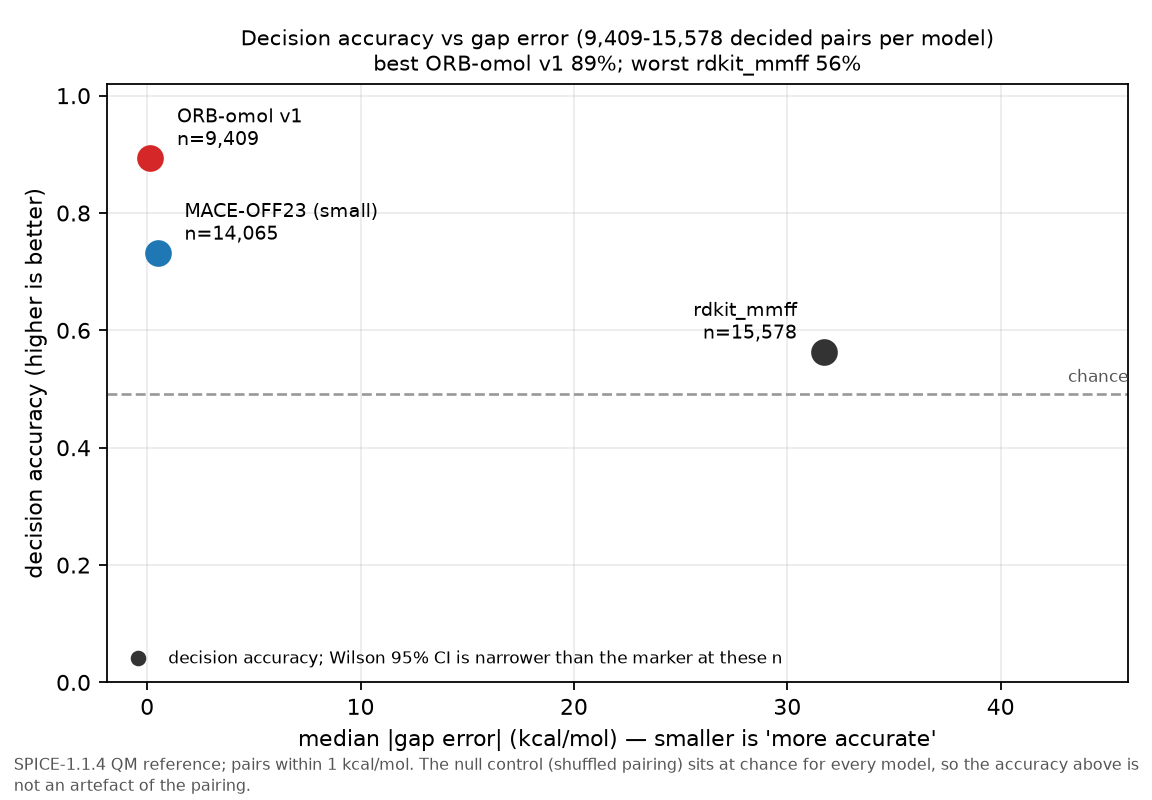 Decision accuracy vs gap error (9,409-15,578 decided pairs per model)
best ORB-omol v1 89%; worst rdkit_mmff 56%
1.0
0.8
0.6
0.4
0.2
0.0
decision accuracy (higher is better)
ORB-omol v1
n=9,409
MACE-OFF23 (small)
n=14,065
rdkit_mmff
n=15,578
chance
decision accuracy; Wilson 95% CI is narrower than the marker at these n
0
10
20
30
40
median |gap error| (kcal/mol) — smaller is 'more accurate'
SPICE-1.1.4 QM reference; pairs within 1 kcal/mol. The null control (shuffled pairing) sits at chance for every model, so the accuracy above is
not an artefact of the pairing.